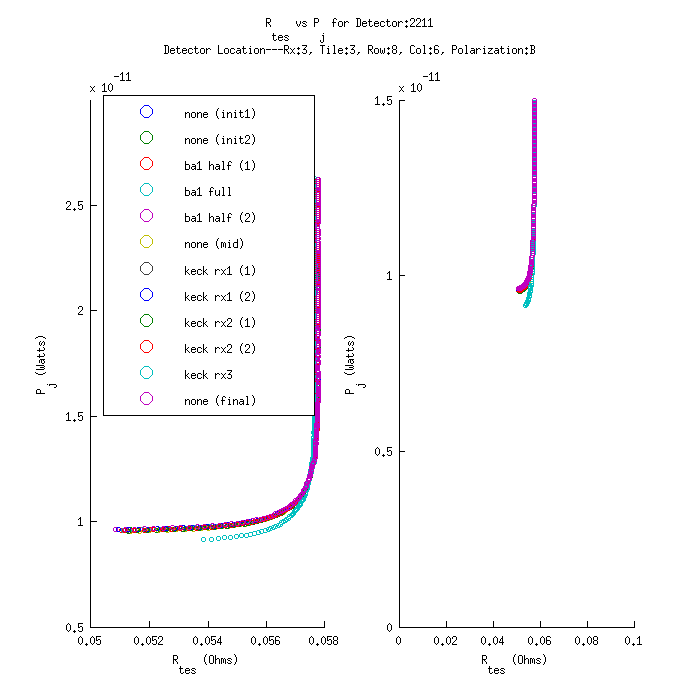 R    vs P  for Detector:2211
tes     j
Detector Location---Rx:3, Tile:3, Row:8, Col:6, Polarization:B
x 10^-11
none (init1)
none (init2)
ba1 half (1)
ba1 full
ba1 half (2)
none (mid)
keck rx1 (1)
keck rx1 (2)
keck rx2 (1)
keck rx2 (2)
keck rx3
none (final)
2.5
2
1.5
1
0.5
P_j (Watts)
0.05 0.052 0.054 0.056 0.058
R_tes (Ohms)
x 10^-11
1.5
1
0.5
0
P_j (Watts)
0 0.02 0.04 0.06 0.08 0.1
R_tes (Ohms)